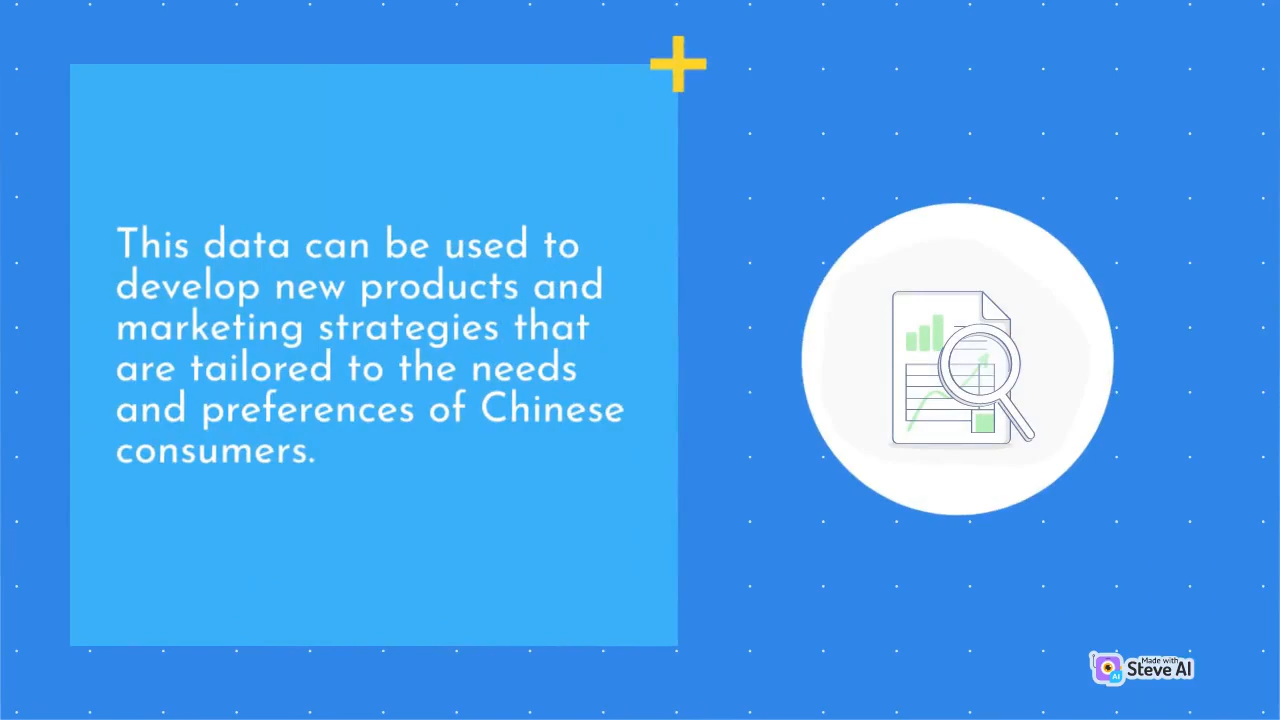 This data can be used to
develop new products and
marketing strategies that
are tailored to the needs
and preferences of Chinese
consumers.
Made with
Steve AI
AI